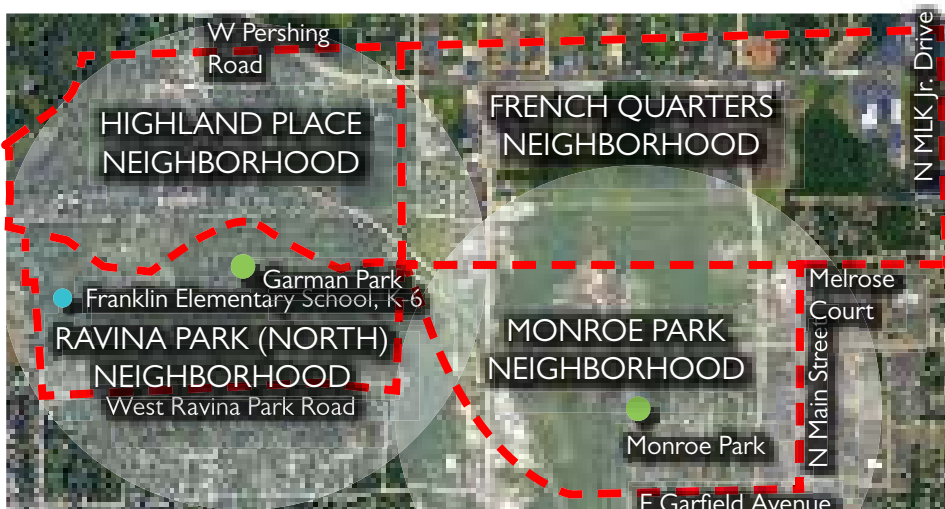 W Pershing
Road
N MLK Jr. Drive
HIGHLAND PLACE
NEIGHBORHOOD
FRENCH QUARTERS
NEIGHBORHOOD
Garman Park
Franklin Elementary School, K-6
Melrose
Court
RAVINA PARK (NORTH)
NEIGHBORHOOD
MONROE PARK
NEIGHBORHOOD
N Main Street
West Ravina Park Road
Monroe Park
E Garfield Avenue